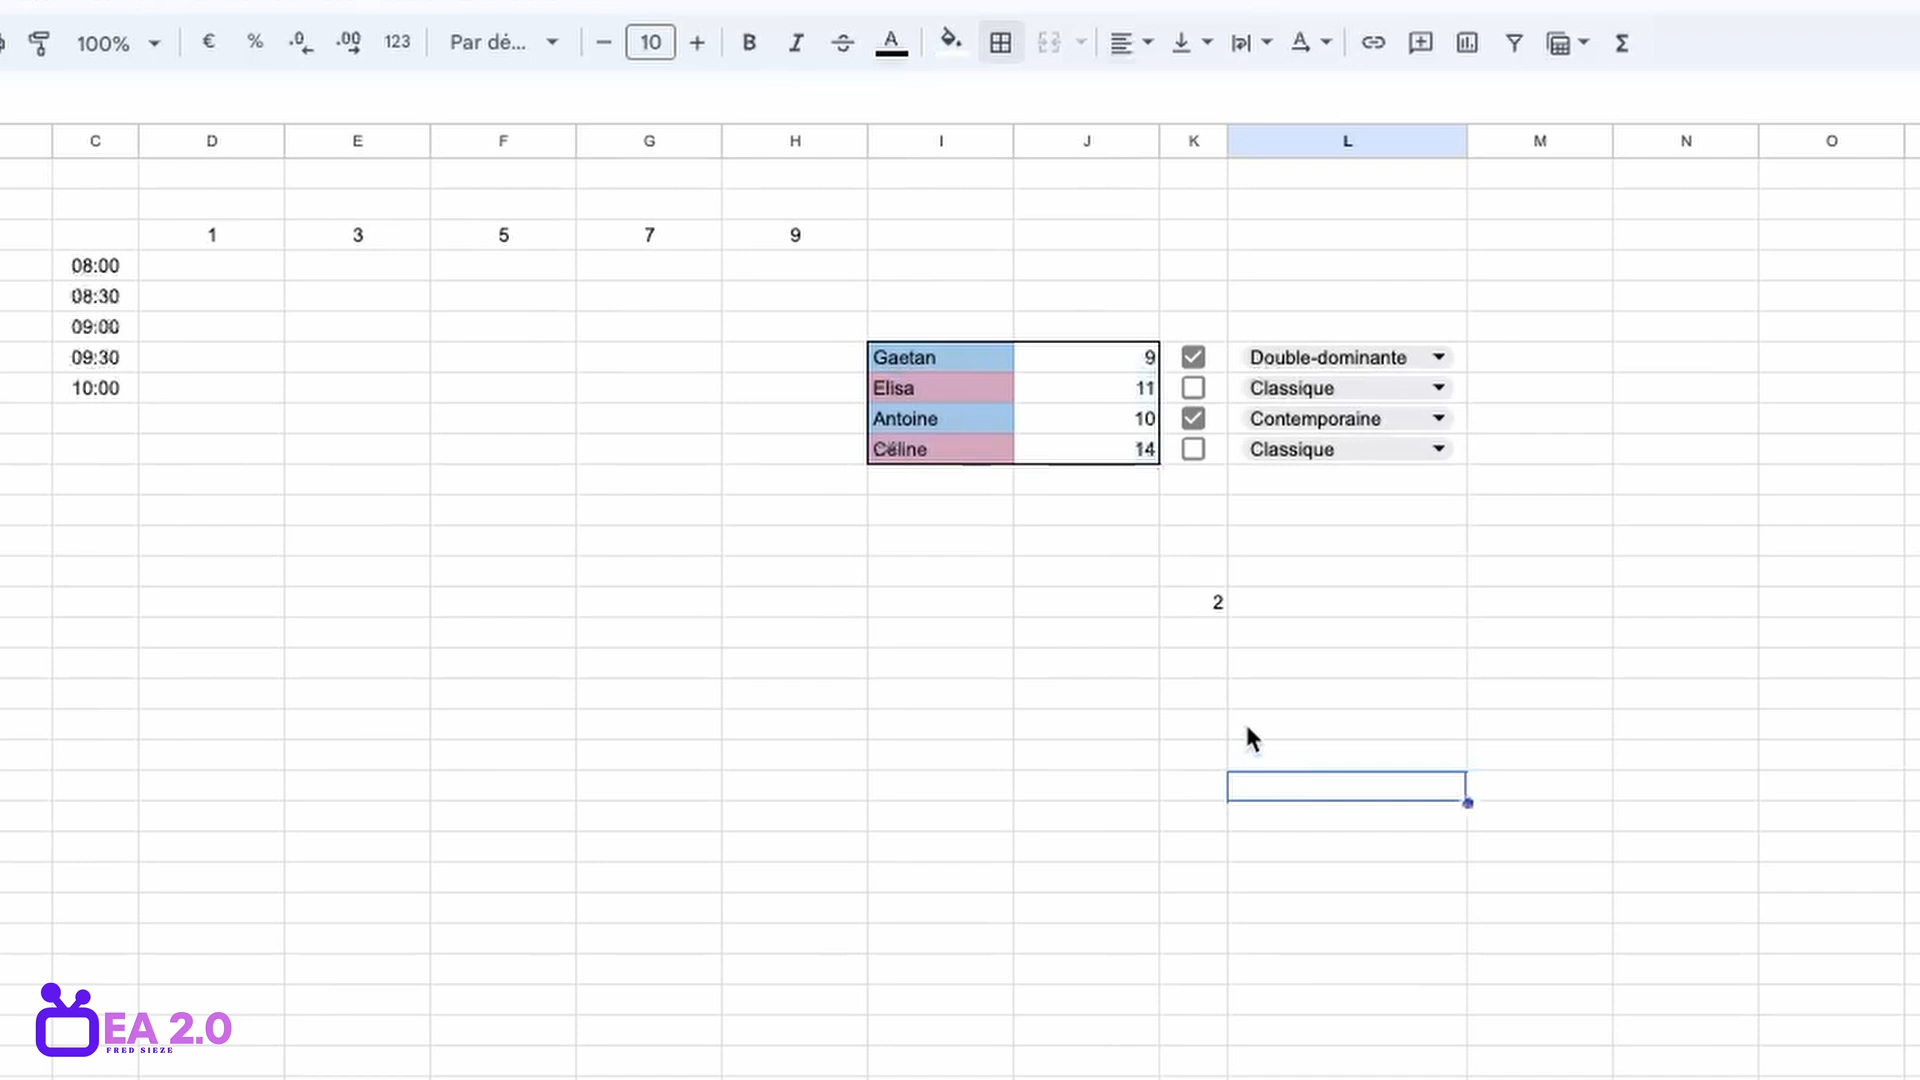 100% € % .0 .00 123 Par dé... 10 B I A A Σ
C D E F G H I J K L M N O
1 3 5 7 9
08:00
08:30
09:00
09:30 Gaetan 9 Double-dominante
10:00 Elisa 11 Classique
Antoine 10 Contemporaine
Céline 14 Classique
2
EA 2.0
FRED SIEZE